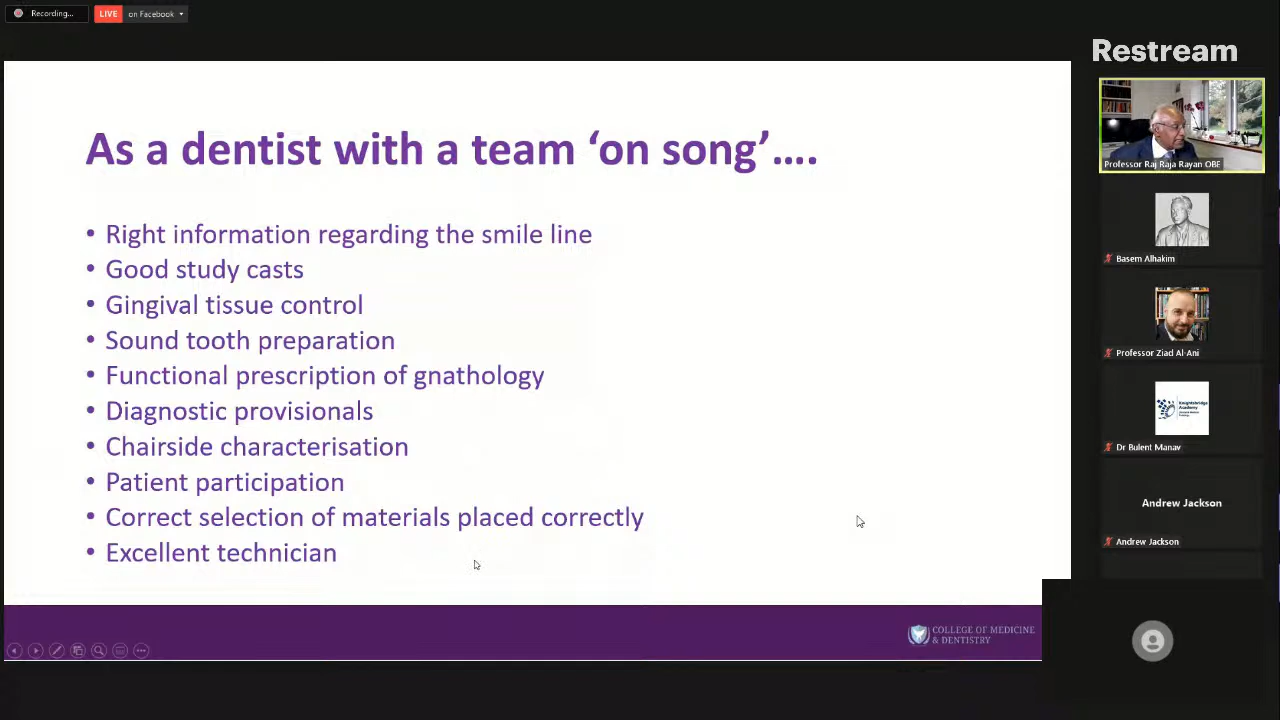 Recording...
LIVE
on Facebook
Restream
As a dentist with a team ‘on song’....
• Right information regarding the smile line
• Good study casts
• Gingival tissue control
• Sound tooth preparation
• Functional prescription of gnathology
• Diagnostic provisionals
• Chairside characterisation
• Patient participation
• Correct selection of materials placed correctly
• Excellent technician
COLLEGE OF MEDICINE
& DENTISTRY
Professor Raj Raja Rayan OBE
Basem Alhakim
Professor Ziad Al-Ani
Knightsbridge
Academy
Dr Bulent Manav
Andrew Jackson
Andrew Jackson